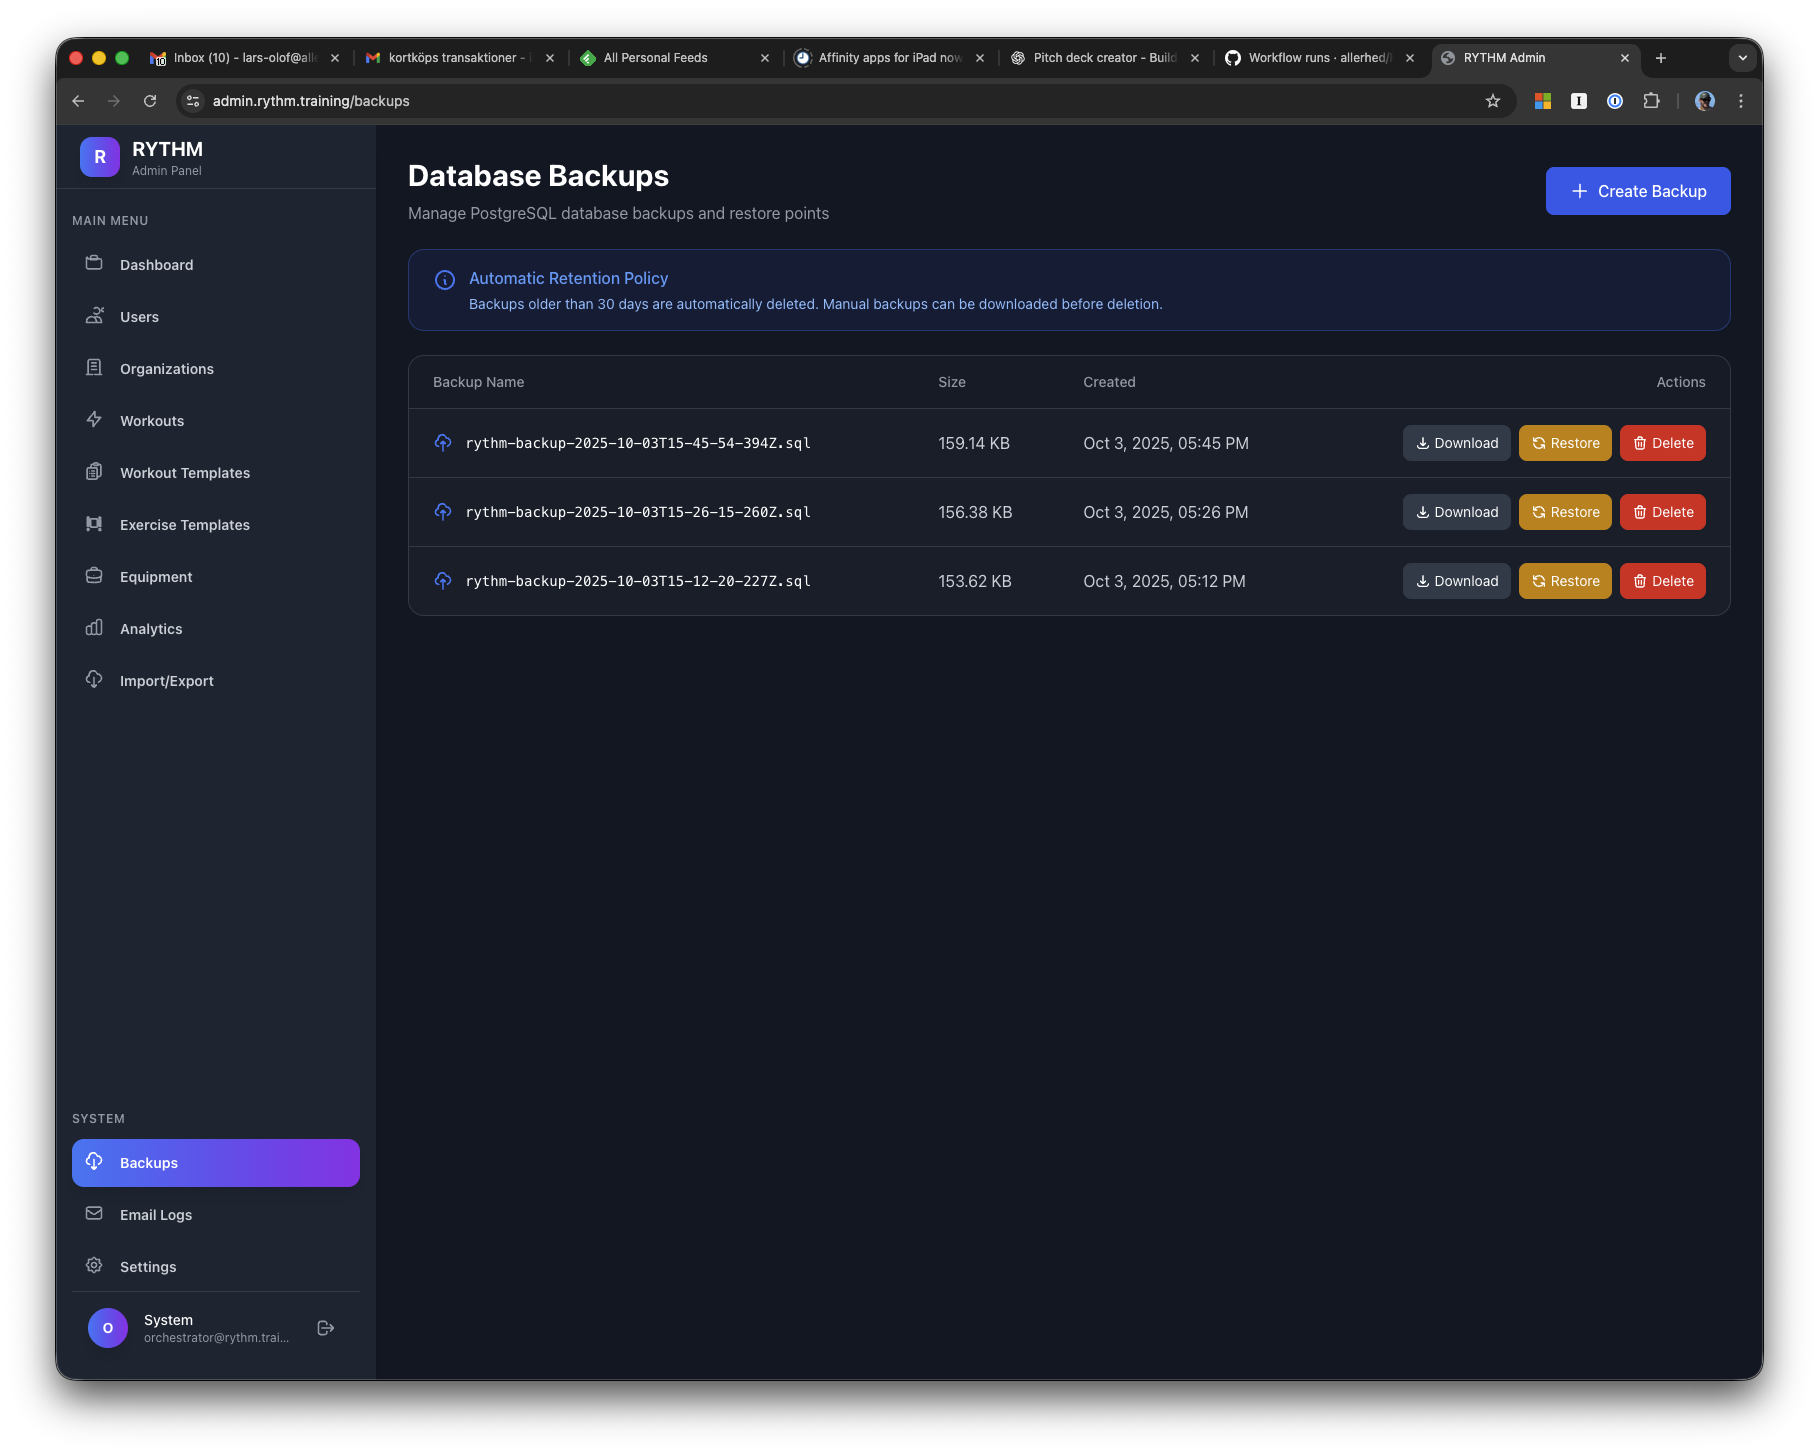 Inbox (10) - lars-olof@alle
kortköps transaktioner -
All Personal Feeds
Affinity apps for iPad now
Pitch deck creator - Build
Workflow runs · allerhed/
RYTHM Admin
admin.rythm.training/backups
R
RYTHM
Admin Panel
MAIN MENU
Dashboard
Users
Organizations
Workouts
Workout Templates
Exercise Templates
Equipment
Analytics
Import/Export
SYSTEM
Backups
Email Logs
Settings
O
System
orchestrator@rythm.trai...
Database Backups
Manage PostgreSQL database backups and restore points
Create Backup
Automatic Retention Policy
Backups older than 30 days are automatically deleted. Manual backups can be downloaded before deletion.
Backup Name Size Created Actions
rythm-backup-2025-10-03T15-45-54-394Z.sql 159.14 KB Oct 3, 2025, 05:45 PM Download Restore Delete
rythm-backup-2025-10-03T15-26-15-260Z.sql 156.38 KB Oct 3, 2025, 05:26 PM Download Restore Delete
rythm-backup-2025-10-03T15-12-20-227Z.sql 153.62 KB Oct 3, 2025, 05:12 PM Download Restore Delete